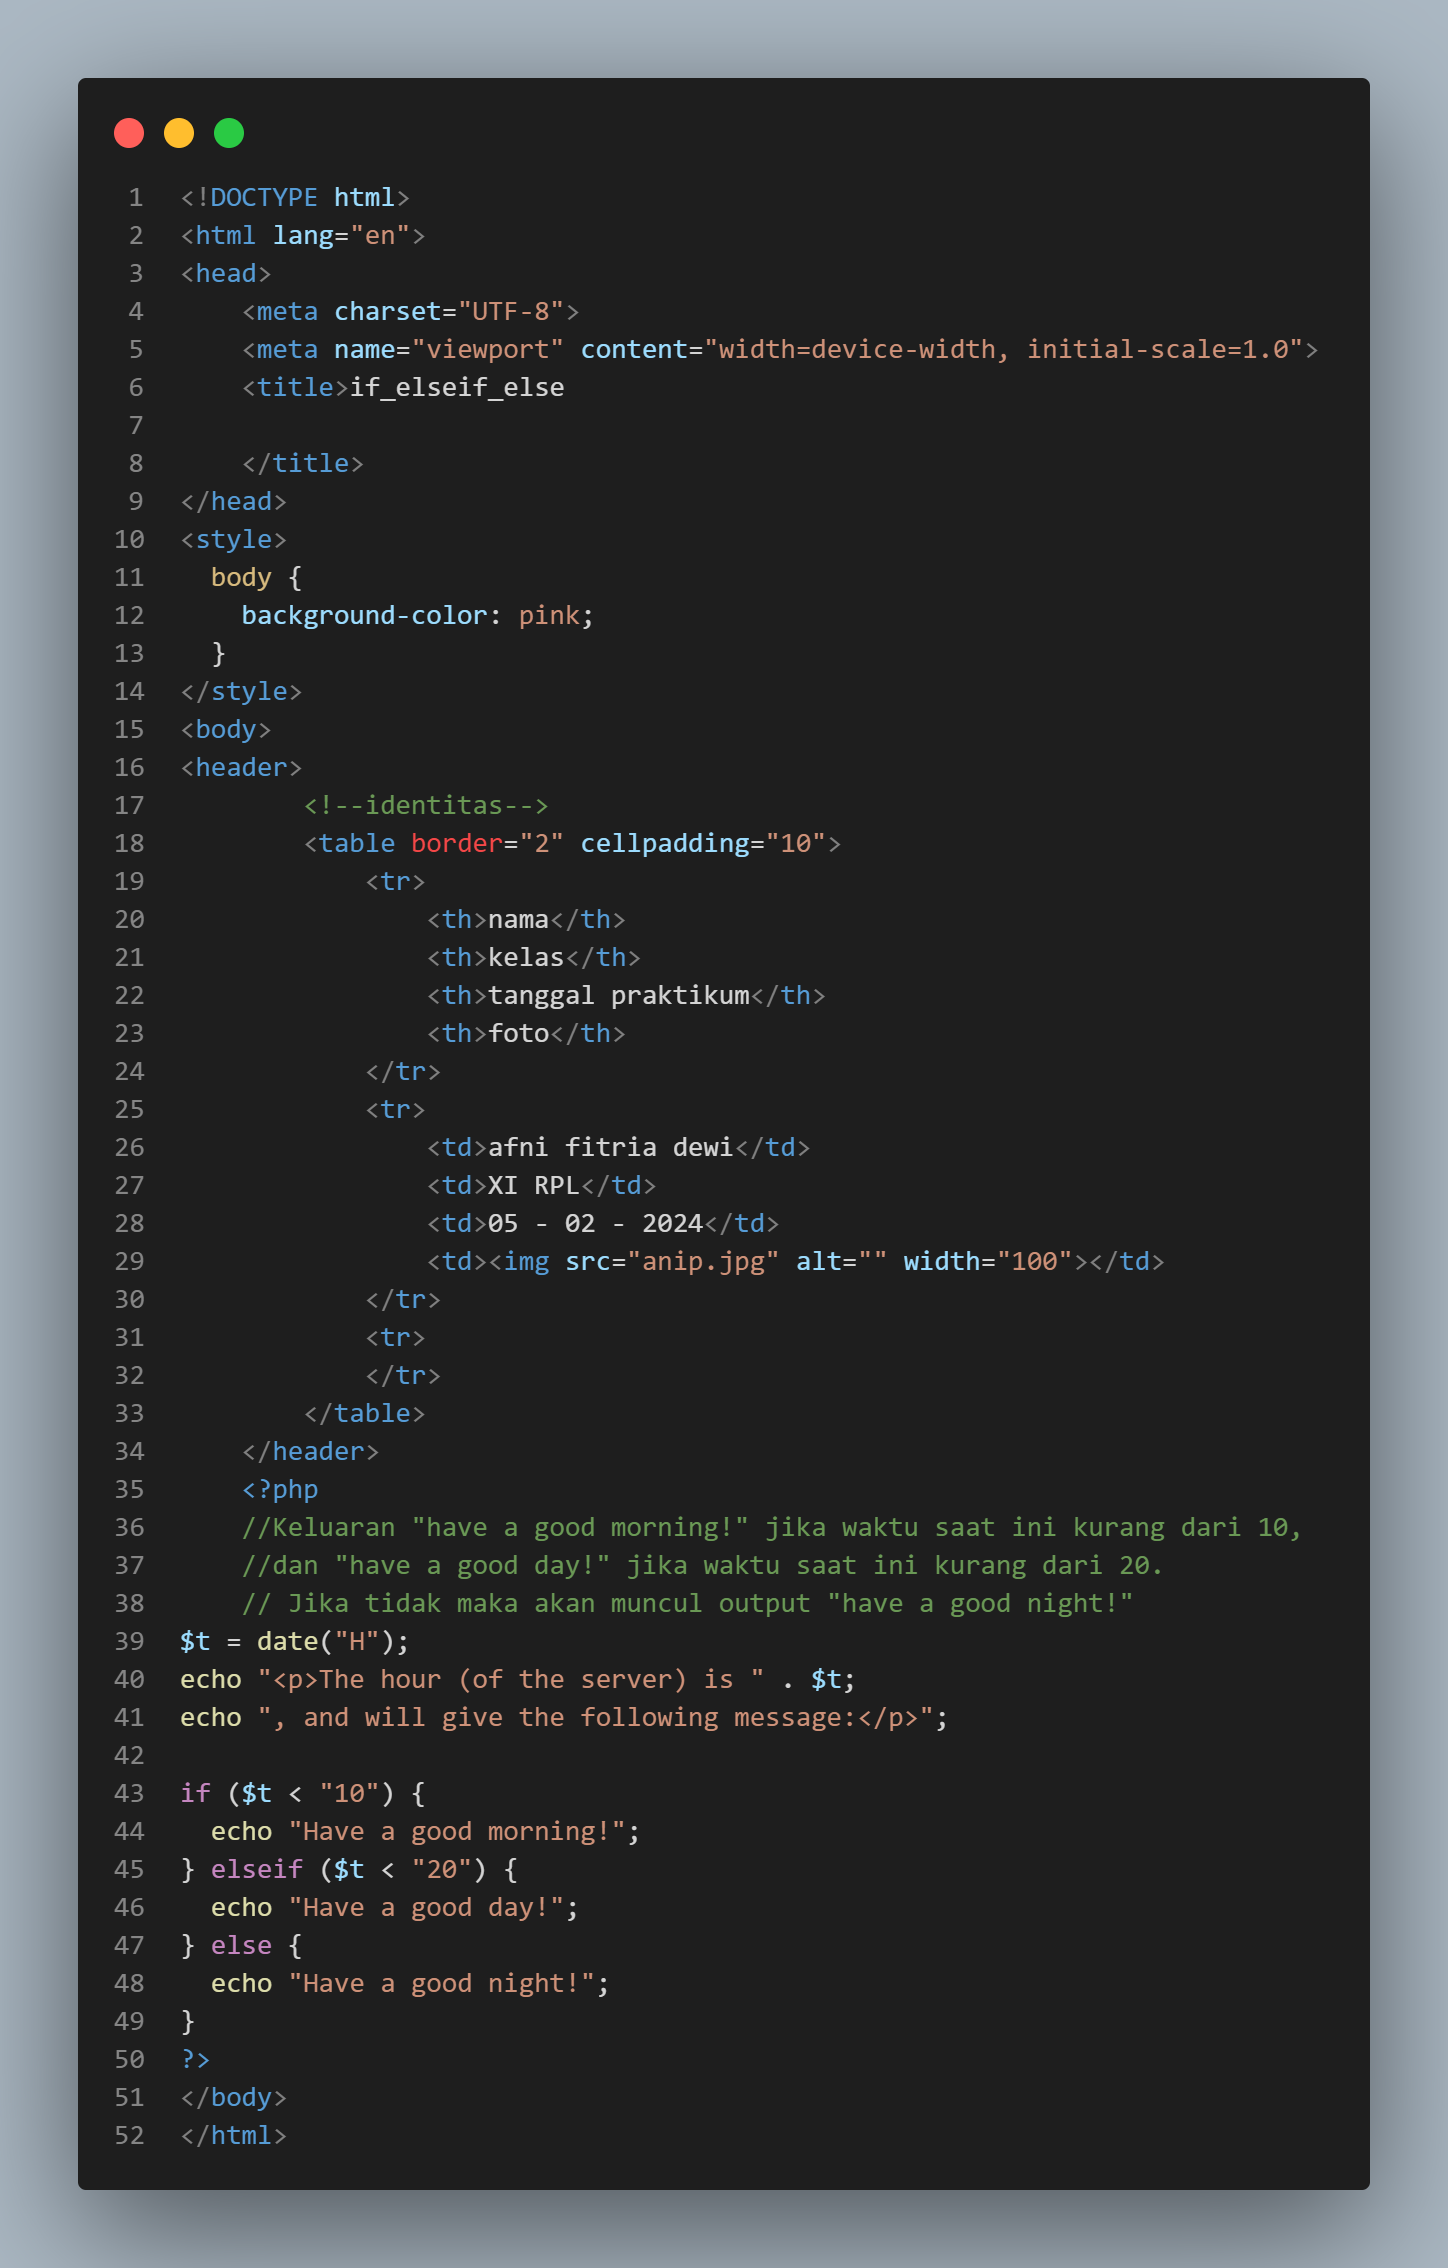 1 <!DOCTYPE html>
2 <html lang="en">
3 <head>
4     <meta charset="UTF-8">
5     <meta name="viewport" content="width=device-width, initial-scale=1.0">
6     <title>if_elseif_else
7
8     </title>
9 </head>
10 <style>
11   body {
12     background-color: pink;
13   }
14 </style>
15 <body>
16 <header>
17         <!--identitas-->
18         <table border="2" cellpadding="10">
19             <tr>
20                 <th>nama</th>
21                 <th>kelas</th>
22                 <th>tanggal praktikum</th>
23                 <th>foto</th>
24             </tr>
25             <tr>
26                 <td>afni fitria dewi</td>
27                 <td>XI RPL</td>
28                 <td>05 - 02 - 2024</td>
29                 <td><img src="anip.jpg" alt="" width="100"></td>
30             </tr>
31             <tr>
32             </tr>
33         </table>
34     </header>
35     <?php
36     //Keluaran "have a good morning!" jika waktu saat ini kurang dari 10,
37     //dan "have a good day!" jika waktu saat ini kurang dari 20.
38     // Jika tidak maka akan muncul output "have a good night!"
39 $t = date("H");
40 echo "<p>The hour (of the server) is " . $t;
41 echo ", and will give the following message:</p>";
42
43 if ($t < "10") {
44   echo "Have a good morning!";
45 } elseif ($t < "20") {
46   echo "Have a good day!";
47 } else {
48   echo "Have a good night!";
49 }
50 ?>
51 </body>
52 </html>